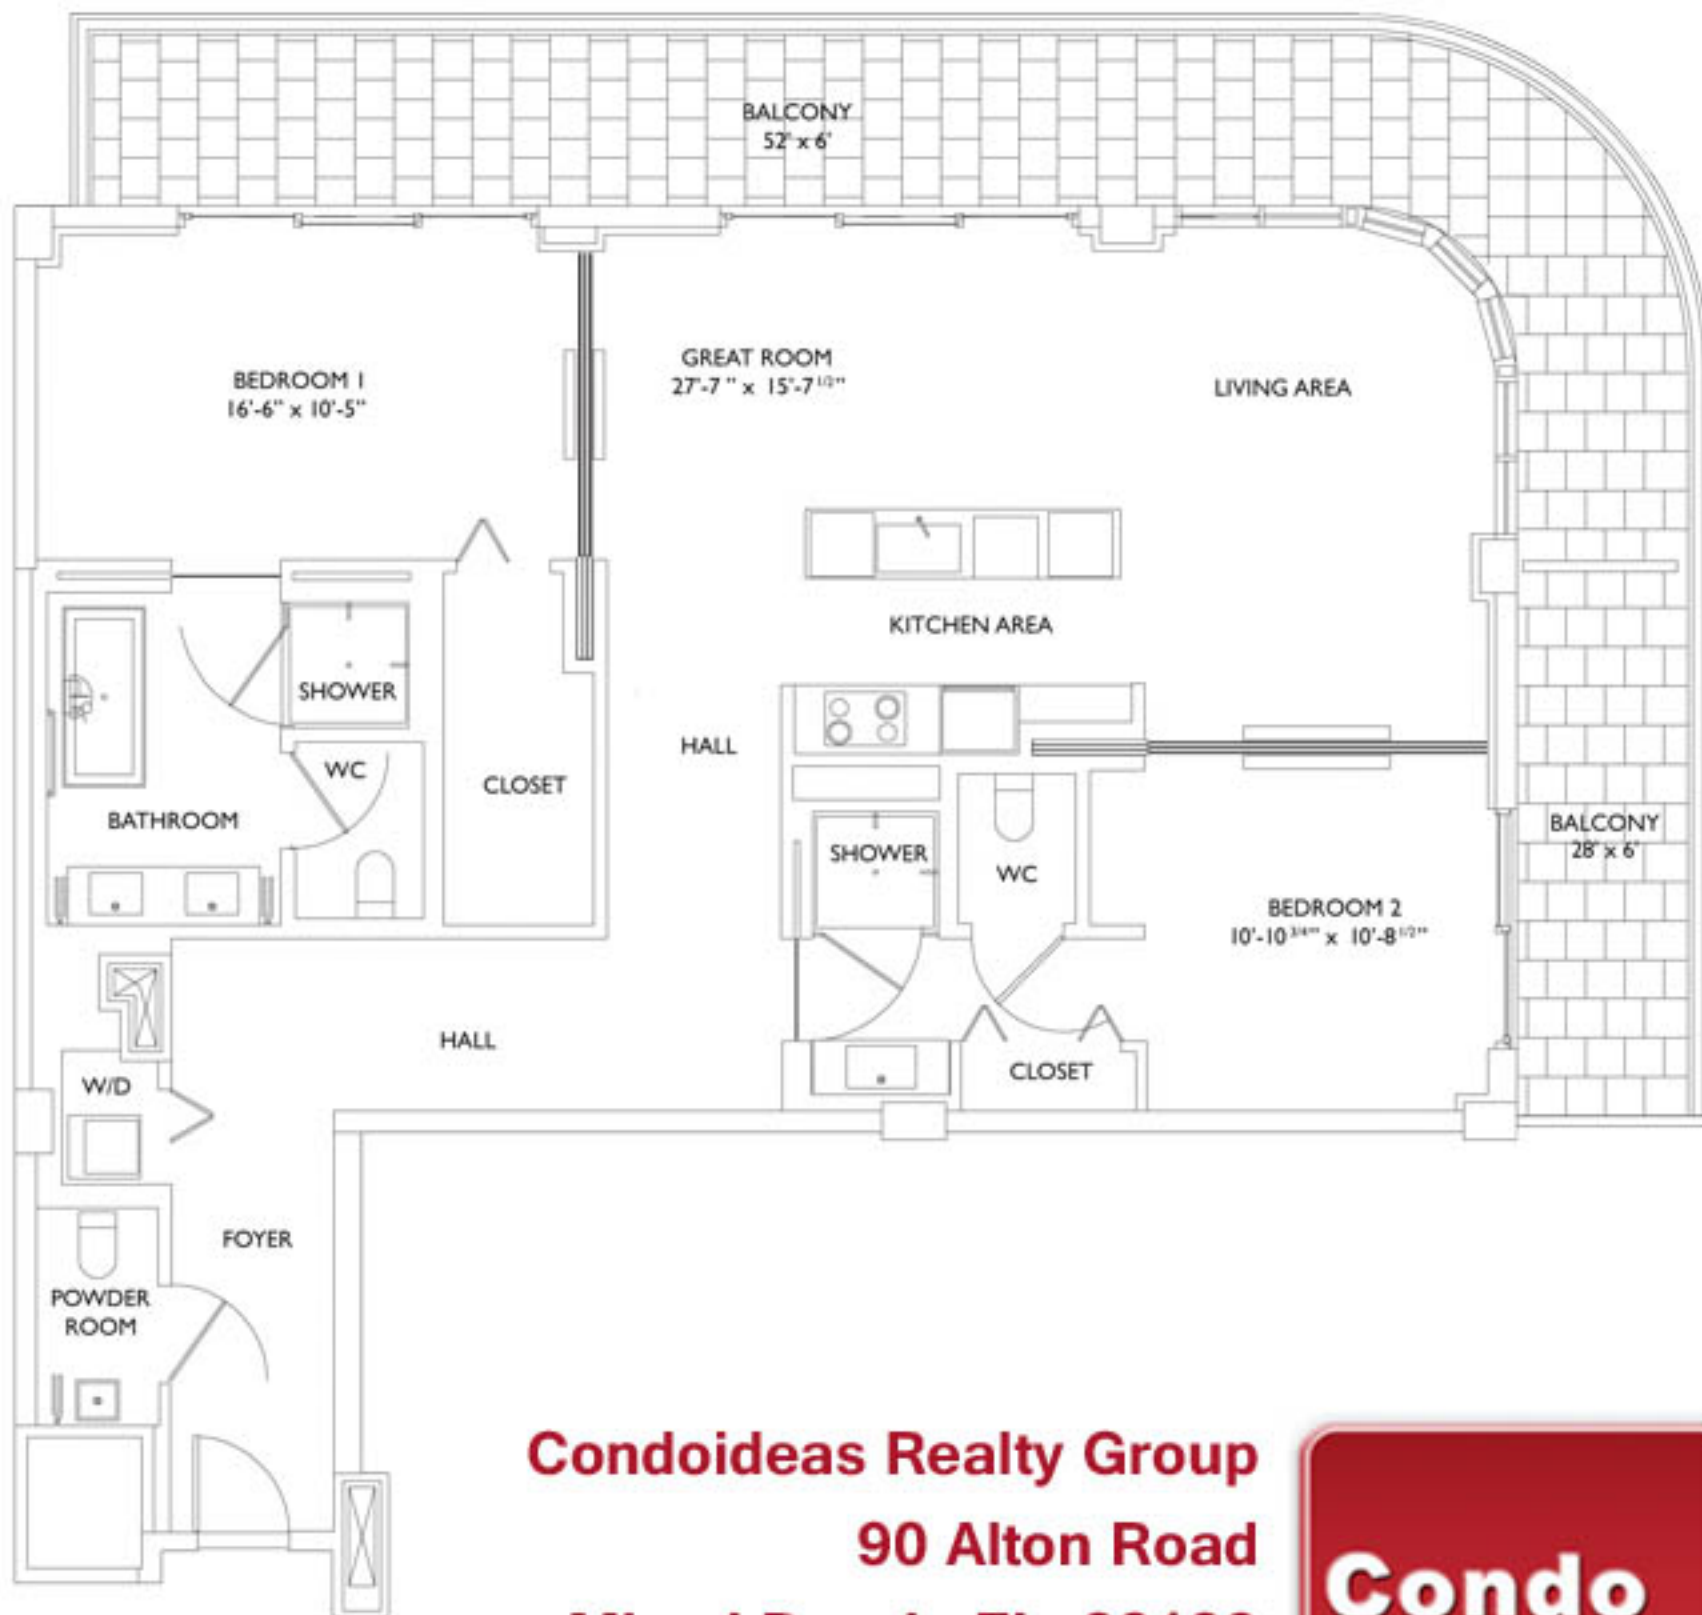 BALCONY
52' x 6'
BEDROOM 1
16'-6" x 10'-5"
GREAT ROOM
27'-7" x 15'-7 1/2"
LIVING AREA
KITCHEN AREA
SHOWER
WC
CLOSET
BATHROOM
HALL
SHOWER
WC
BALCONY
28' x 6'
BEDROOM 2
10'-10 3/4" x 10'-8 1/2"
HALL
CLOSET
W/D
FOYER
POWDER
ROOM
Condoideas Realty Group
90 Alton Road
Condo